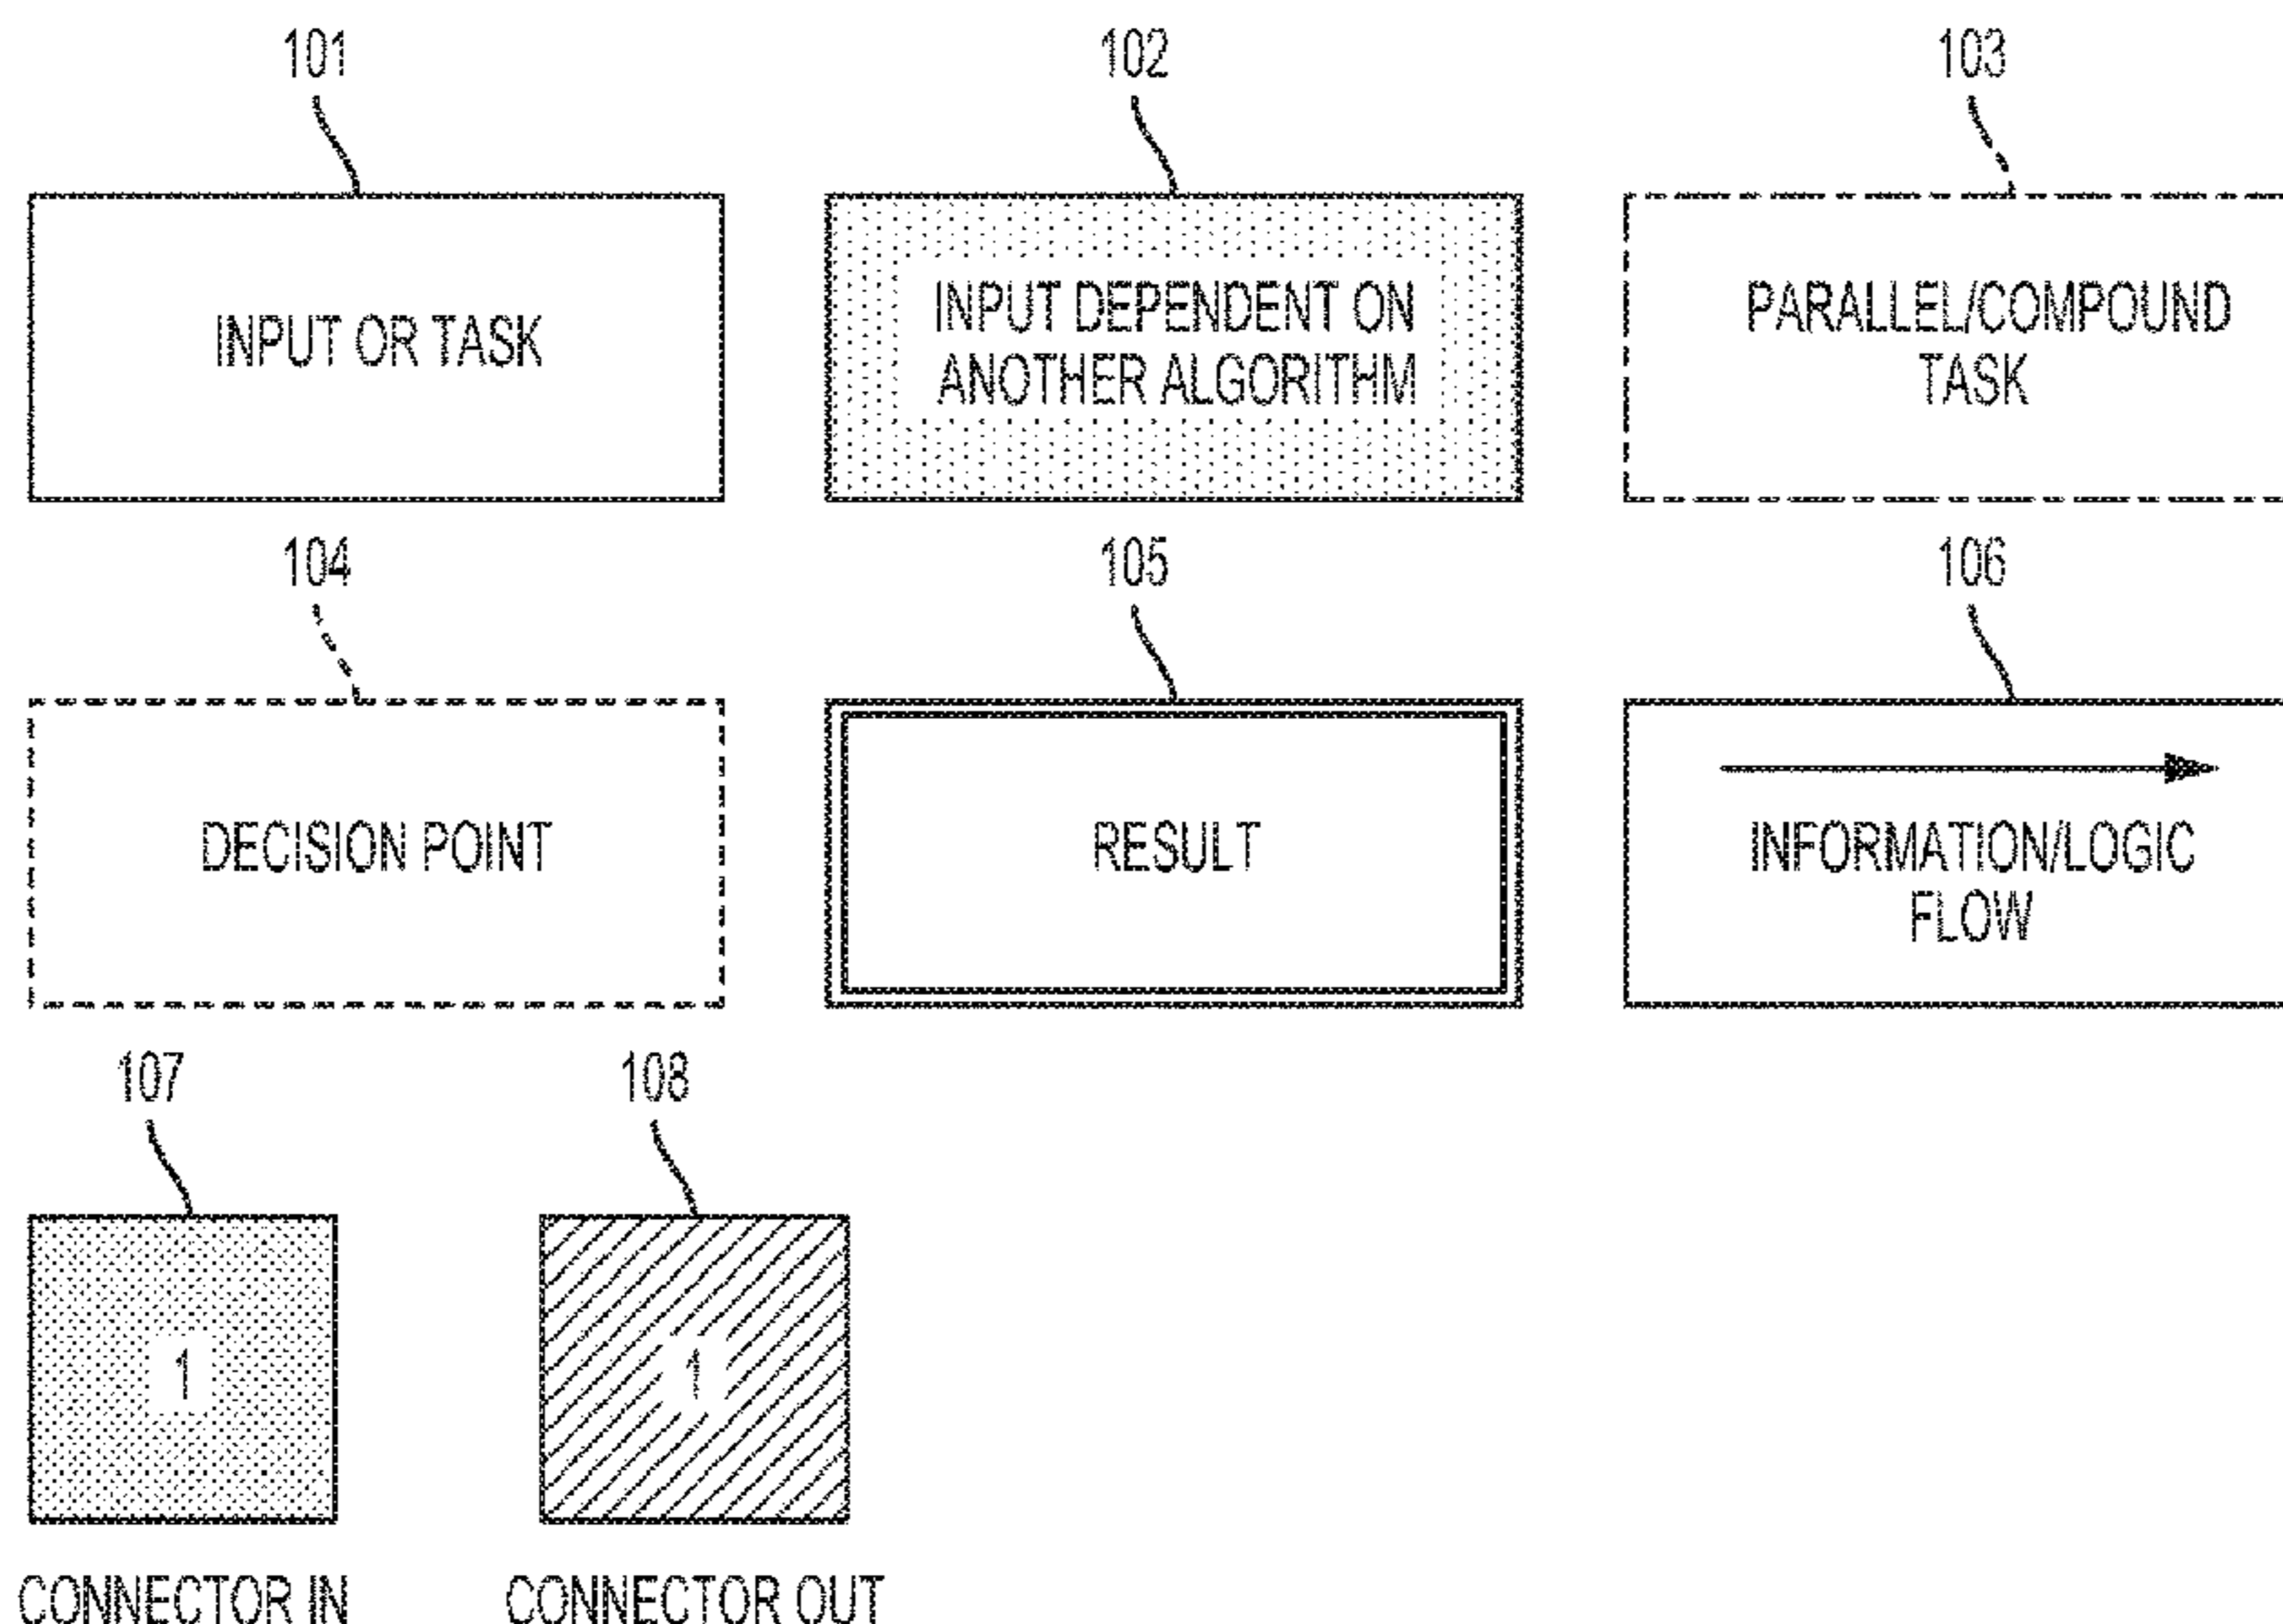 101 102 103
INPUT OR TASK
INPUT DEPENDENT ON
ANOTHER ALGORITHM
PARALLEL/COMPOUND
TASK
104 105 106
DECISION POINT
RESULT
INFORMATION/LOGIC
FLOW
107 108
1 1
CONNECTOR IN CONNECTOR OUT